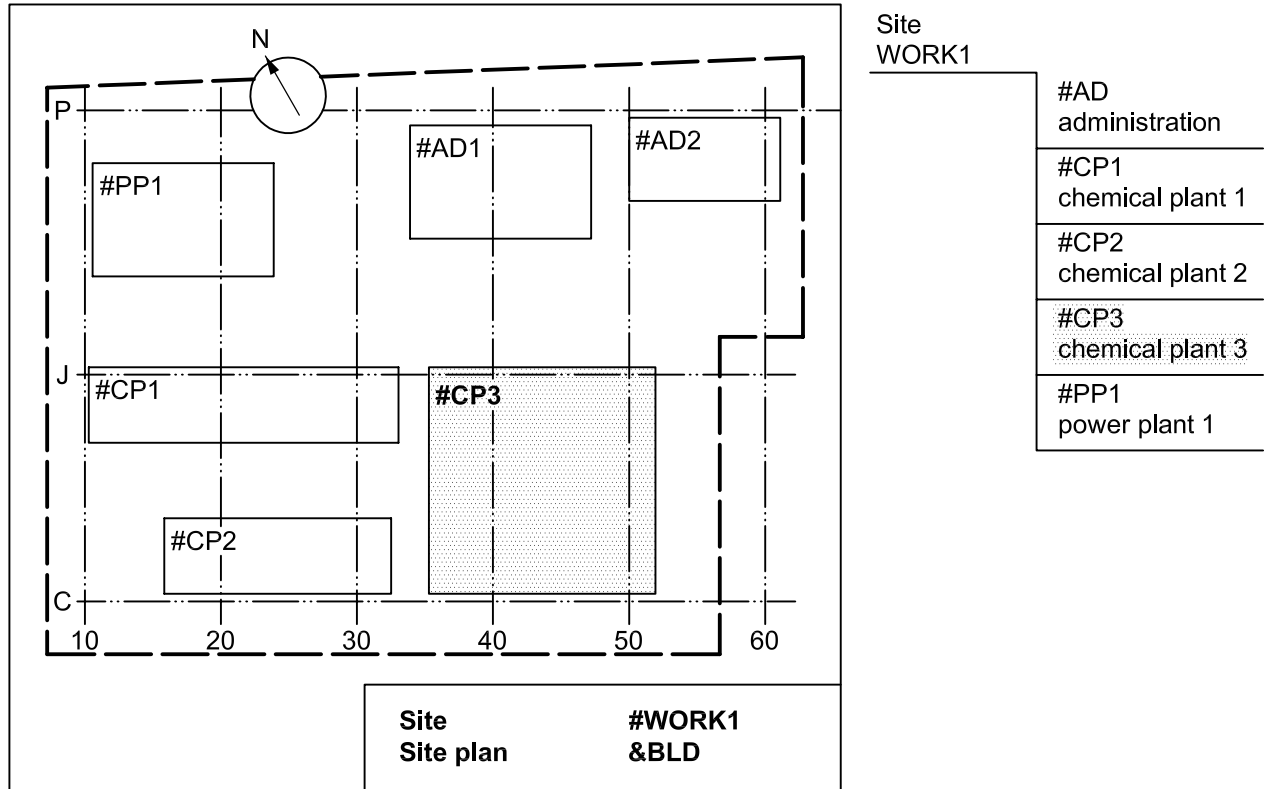 N
P
#PP1
#AD1
#AD2
J
#CP1
#CP3
#CP2
C
10 20 30 40 50 60
Site #WORK1
Site plan &BLD
Site
WORK1
#AD
administration
#CP1
chemical plant 1
#CP2
chemical plant 2
#CP3
chemical plant 3
#PP1
power plant 1